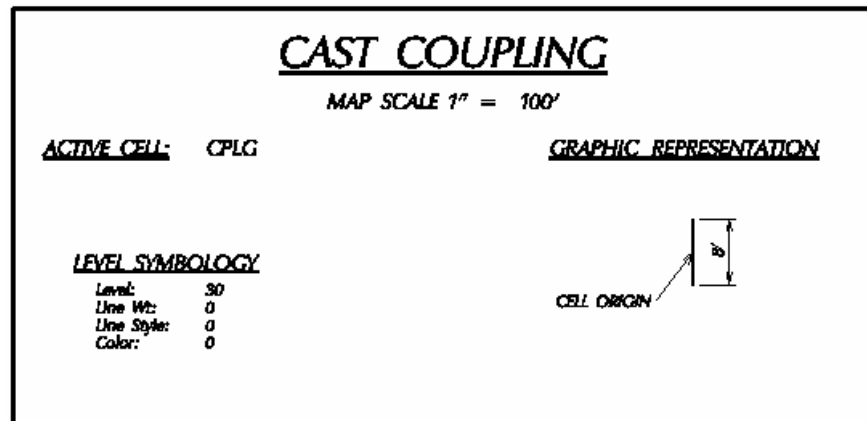 CAST COUPLING
MAP SCALE 1" = 100'
ACTIVE CELL: CPLG
GRAPHIC REPRESENTATION
LEVEL SYMBOLOGY
Level: 30
Line Wt: 0
Line Style: 0
Color: 0
8'
CELL ORIGIN